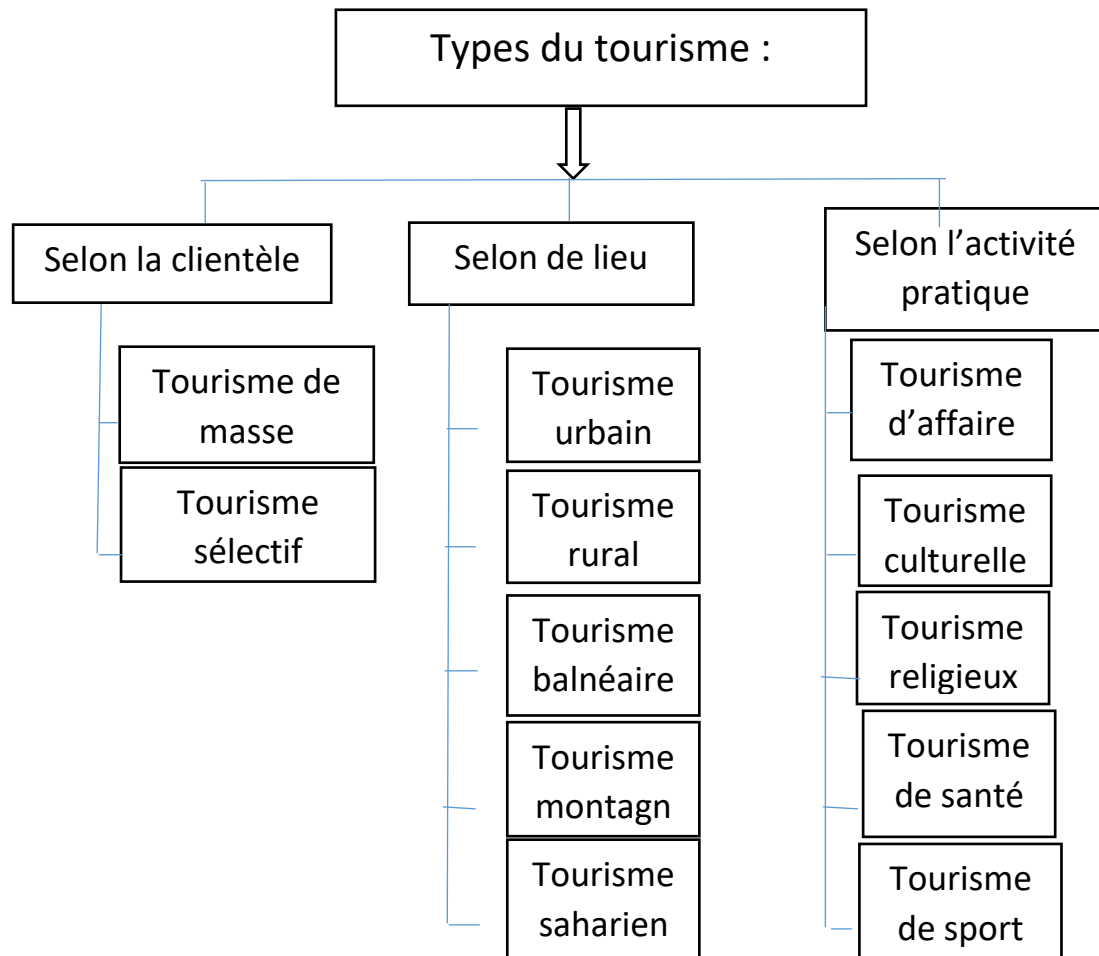 Types du tourisme :
Selon la clientèle
Tourisme de
masse
Tourisme
sélectif
Selon de lieu
Tourisme
urbain
Tourisme
rural
Tourisme
balnéaire
Tourisme
montagn
Tourisme
saharien
Selon l’activité
pratique
Tourisme
d’affaire
Tourisme
culturelle
Tourisme
religieux
Tourisme
de santé
Tourisme
de sport